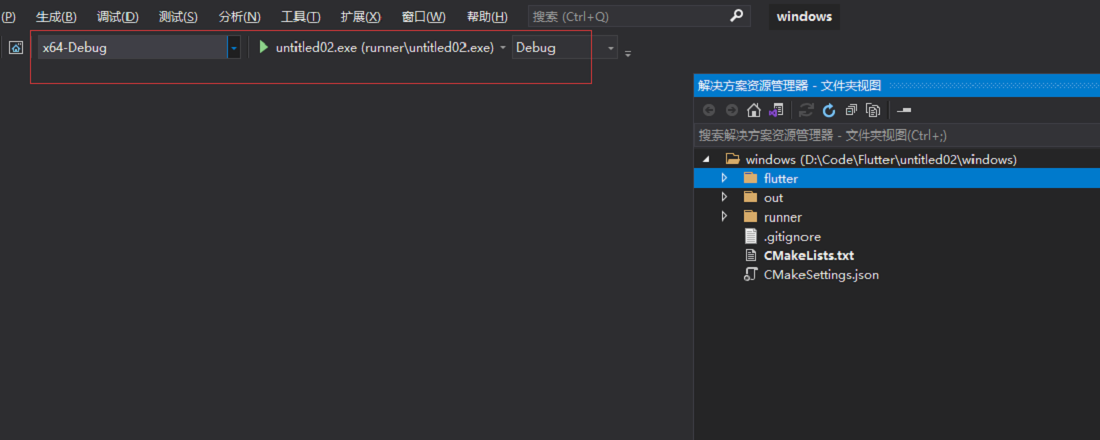 (P) 生成(B) 调试(D) 测试(S) 分析(N) 工具(T) 扩展(X) 窗口(W) 帮助(H) 搜索 (Ctrl+Q) windows
x64-Debug untitled02.exe (runner\untitled02.exe) Debug
解决方案资源管理器 - 文件夹视图
搜索解决方案资源管理器 - 文件夹视图(Ctrl+;)
windows (D:\Code\Flutter\untitled02\windows)
flutter
out
runner
.gitignore
CMakeLists.txt
CMakeSettings.json